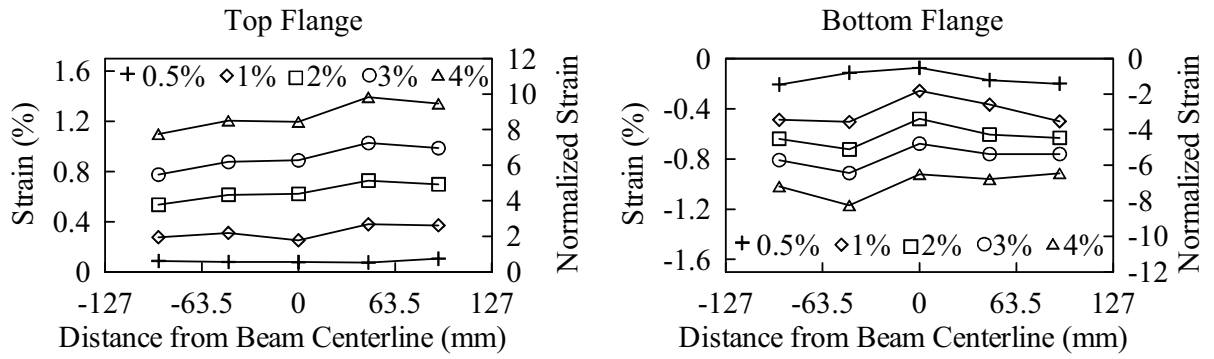 Top Flange
1.6
1.2
0.8
0.4
0
Strain (%)
0.5% 1% 2% 3% 4%
12
10
8
6
4
2
0
Normalized Strain
-127 -63.5 0 63.5 127
Distance from Beam Centerline (mm)
Bottom Flange
-0
-0.4
-0.8
-1.2
-1.6
Strain (%)
0.5% 1% 2% 3% 4%
0
-2
-4
-6
-8
-10
-12
Normalized Strain
-127 -63.5 0 63.5 127
Distance from Beam Centerline (mm)